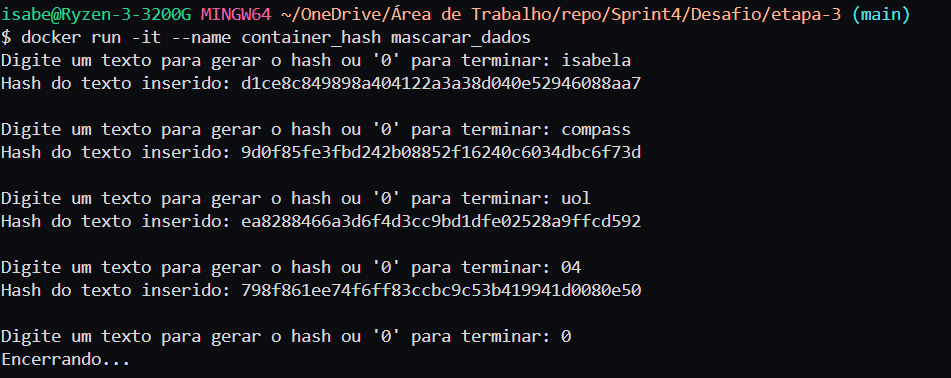 isabe@Ryzen-3-3200G MINGW64 ~/OneDrive/Área de Trabalho/repo/Sprint4/Desafio/etapa-3 (main)
$ docker run -it --name container_hash mascarar_dados
Digite um texto para gerar o hash ou '0' para terminar: isabela
Hash do texto inserido: d1ce8c849898a404122a3a38d040e52946088aa7
Digite um texto para gerar o hash ou '0' para terminar: compass
Hash do texto inserido: 9d0f85fe3fbd242b08852f16240c6034dbc6f73d
Digite um texto para gerar o hash ou '0' para terminar: uol
Hash do texto inserido: ea8288466a3d6f4d3cc9bd1dfe02528a9ffcd592
Digite um texto para gerar o hash ou '0' para terminar: 04
Hash do texto inserido: 798f861ee74f6ff83ccbc9c53b419941d0080e50
Digite um texto para gerar o hash ou '0' para terminar: 0
Encerrando...